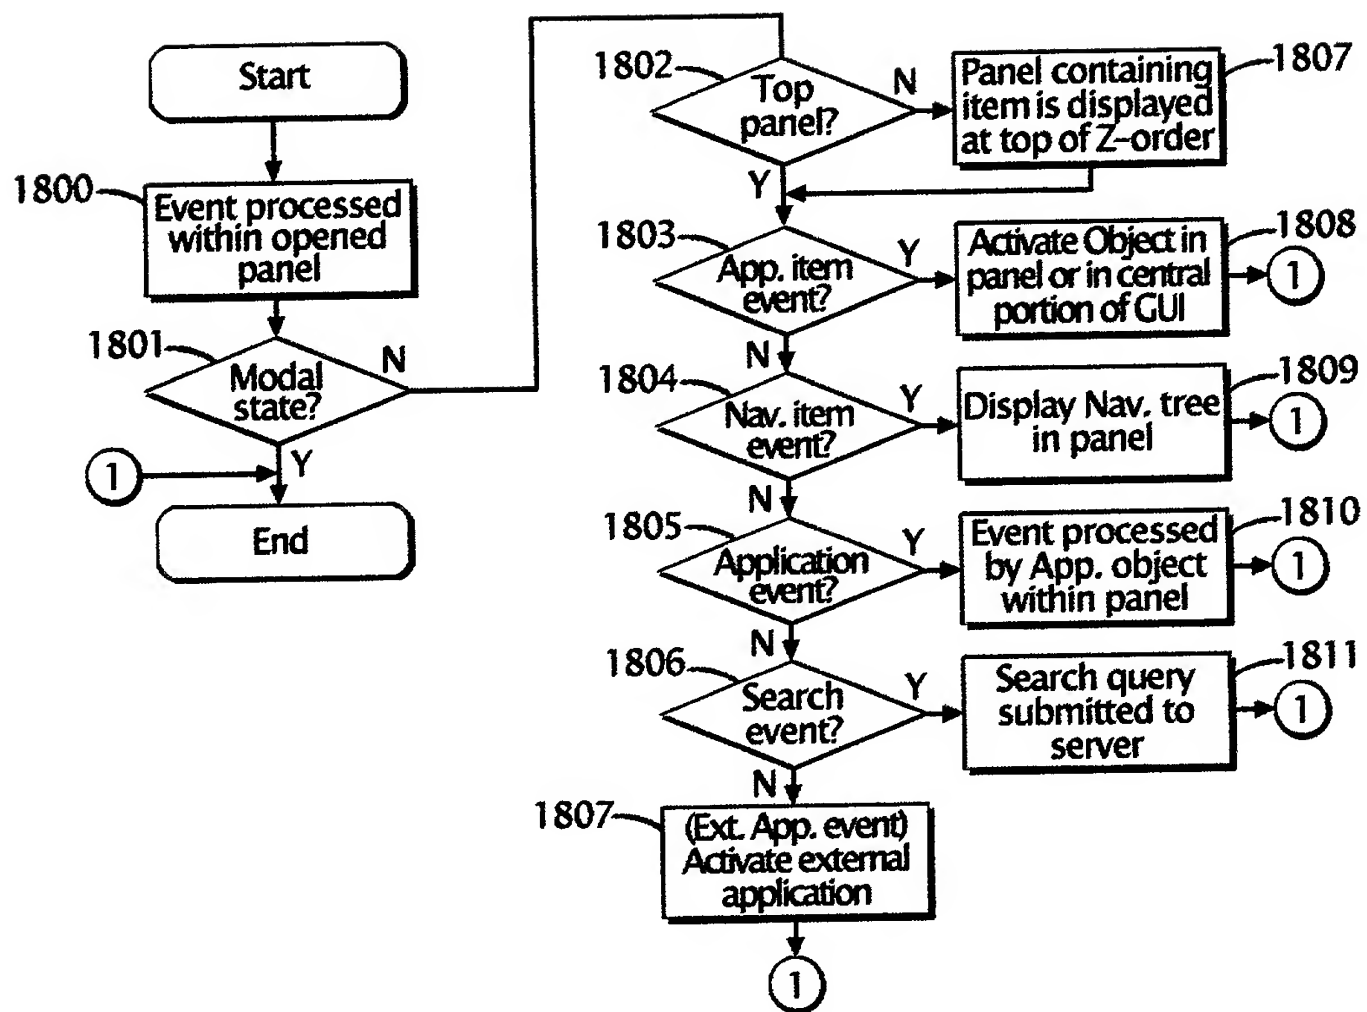 Start
1800
Event processed
within opened
panel
1801
Modal
state?
N
Y
1
End
1802
Top
panel?
N
Y
1807
Panel containing
item is displayed
at top of Z-order
1803
App. item
event?
Y
N
1808
Activate Object in
panel or in central
portion of GUI
1
1804
Nav. item
event?
Y
N
1809
Display Nav. tree
in panel
1
1805
Application
event?
Y
N
1810
Event processed
by App. object
within panel
1
1806
Search
event?
Y
N
1811
Search query
submitted to
server
1
1807
(Ext. App. event)
Activate external
application
1